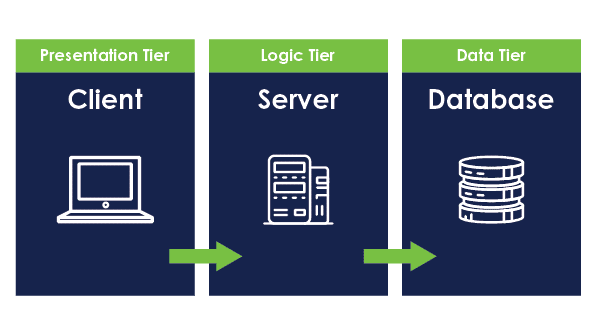 Presentation Tier
Client
Logic Tier
Server
Data Tier
Database